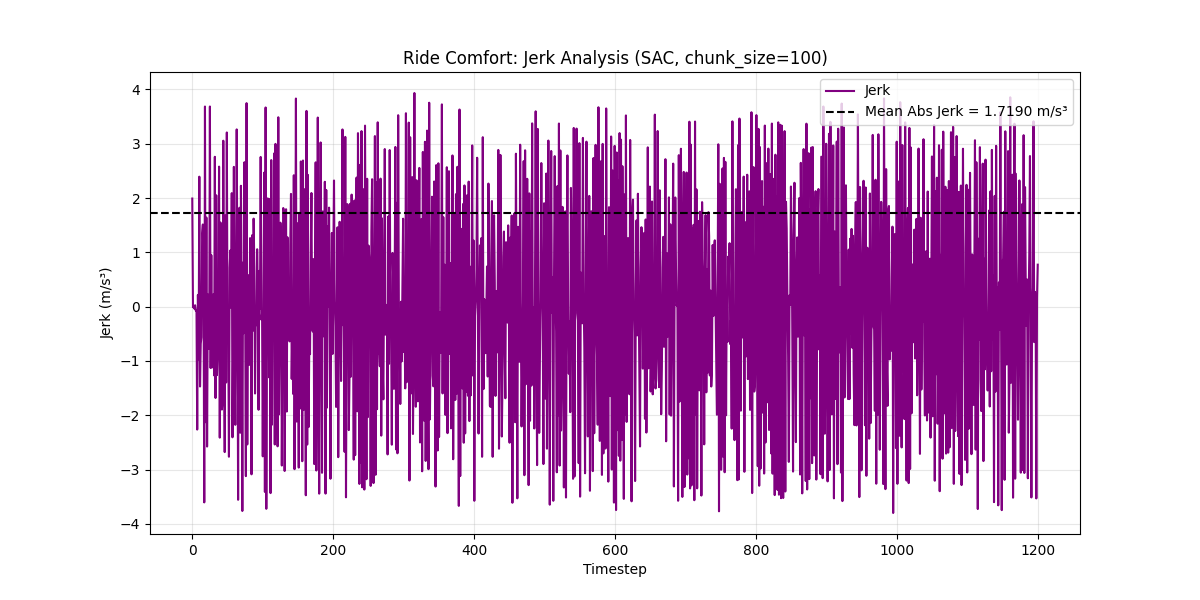 Ride Comfort: Jerk Analysis (SAC, chunk_size=100)
Jerk
Mean Abs Jerk = 1.7190 m/s³
Jerk (m/s³)
4
3
2
1
0
−1
−2
−3
−4
0 200 400 600 800 1000 1200
Timestep